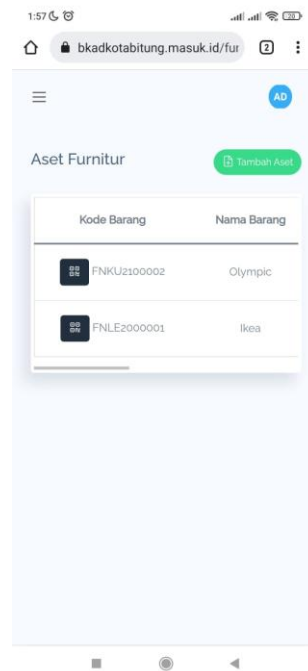 1:57
20
bkadkotabitung.masuk.id/fur
2
AD
Aset Furnitur
Tambah Aset
Kode Barang Nama Barang
FNKU2100002 Olympic
FNLE2000001 Ikea